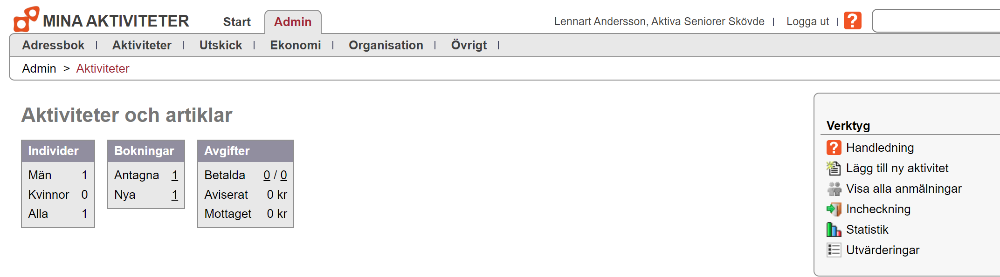 MINA AKTIVITETER Start Admin Lennart Andersson, Aktiva Seniorer Skövde | Logga ut | ?
Adressbok | Aktiviteter | Utskick | Ekonomi | Organisation | Övrigt |
Admin > Aktiviteter
Aktiviteter och artiklar
Individer
Män 1
Kvinnor 0
Alla 1
Bokningar
Antagna 1
Nya 1
Avgifter
Betalda 0 / 0
Aviserat 0 kr
Mottaget 0 kr
Verktyg
? Handledning
Lägg till ny aktivitet
Visa alla anmälningar
Incheckning
Statistik
Utvärderingar